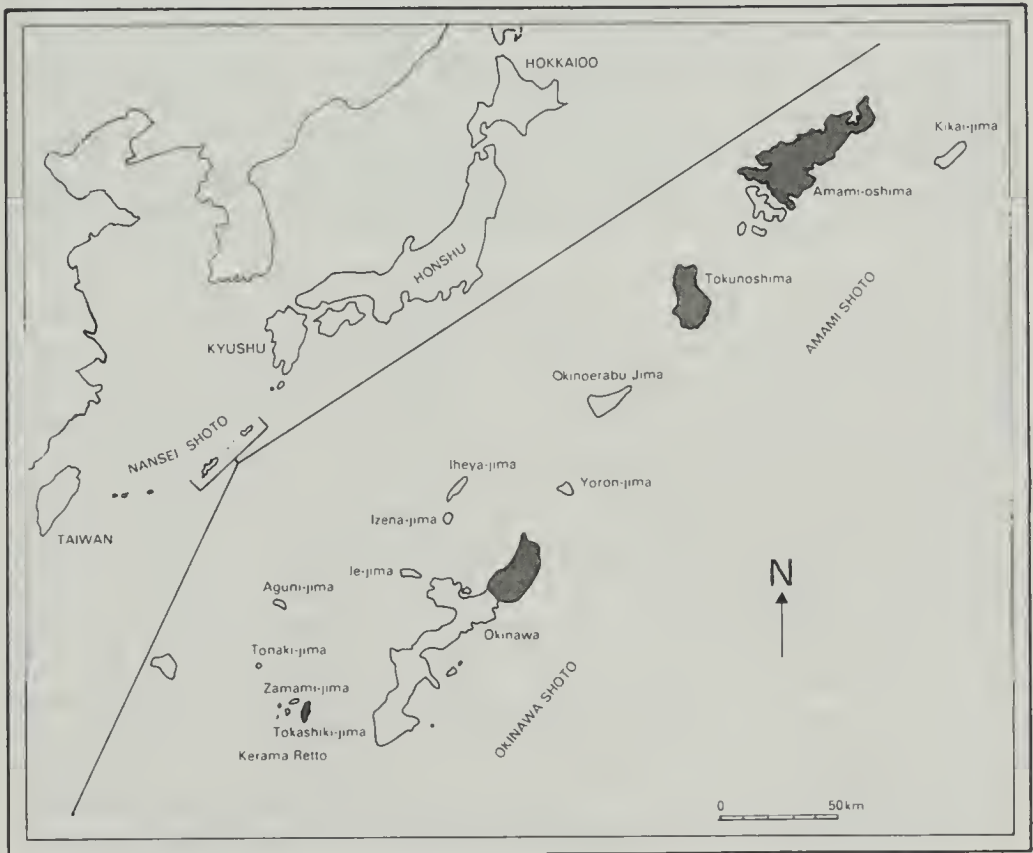 HOKKAIDO
Kikai-jima
Amami-oshima
HONSHU
Tokunoshima
AMAMI SHOTO
KYUSHU
Okinoerabu Jima
NANSEI SHOTO
Iheya-jima
Yoron-jima
Izena-jima
TAIWAN
Ie-jima
N
Aguni-jima
Okinawa
Tonaki-jima
OKINAWA SHOTO
Zamami-jima
Tokashiki-jima
Kerama Retto
0 50km